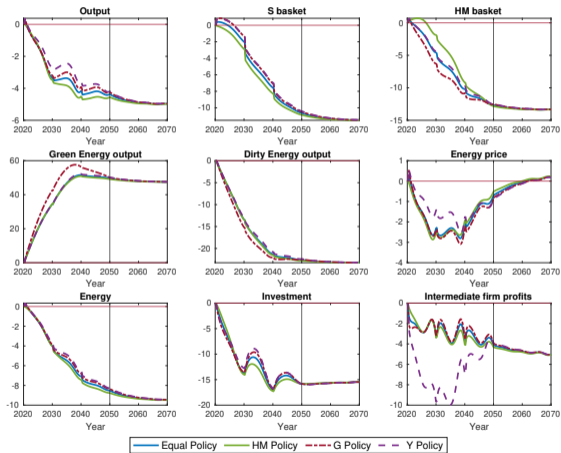 Output
0
-2
-4
-6
2020 2030 2040 2050 2060 2070
Year
S basket
0
-2
-4
-6
-8
-10
2020 2030 2040 2050 2060 2070
Year
HM basket
0
-5
-10
-15
2020 2030 2040 2050 2060 2070
Year
Green Energy output
60
40
20
0
2020 2030 2040 2050 2060 2070
Year
Dirty Energy output
0
-5
-10
-15
-20
2020 2030 2040 2050 2060 2070
Year
Energy price
1
0
-1
-2
-3
-4
2020 2030 2040 2050 2060 2070
Year
Energy
0
-2
-4
-6
-8
-10
2020 2030 2040 2050 2060 2070
Year
Investment
0
-5
-10
-15
-20
2020 2030 2040 2050 2060 2070
Year
Intermediate firm profits
0
-2
-4
-6
-8
-10
2020 2030 2040 2050 2060 2070
Year
Equal Policy HM Policy G Policy Y Policy